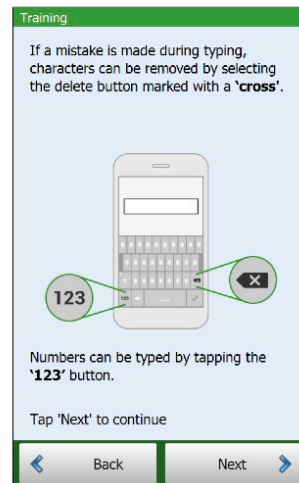 Training
If a mistake is made during typing,
characters can be removed by selecting
the delete button marked with a ‘cross’.
123
123
Numbers can be typed by tapping the
‘123’ button.
Tap 'Next' to continue
Back
Next